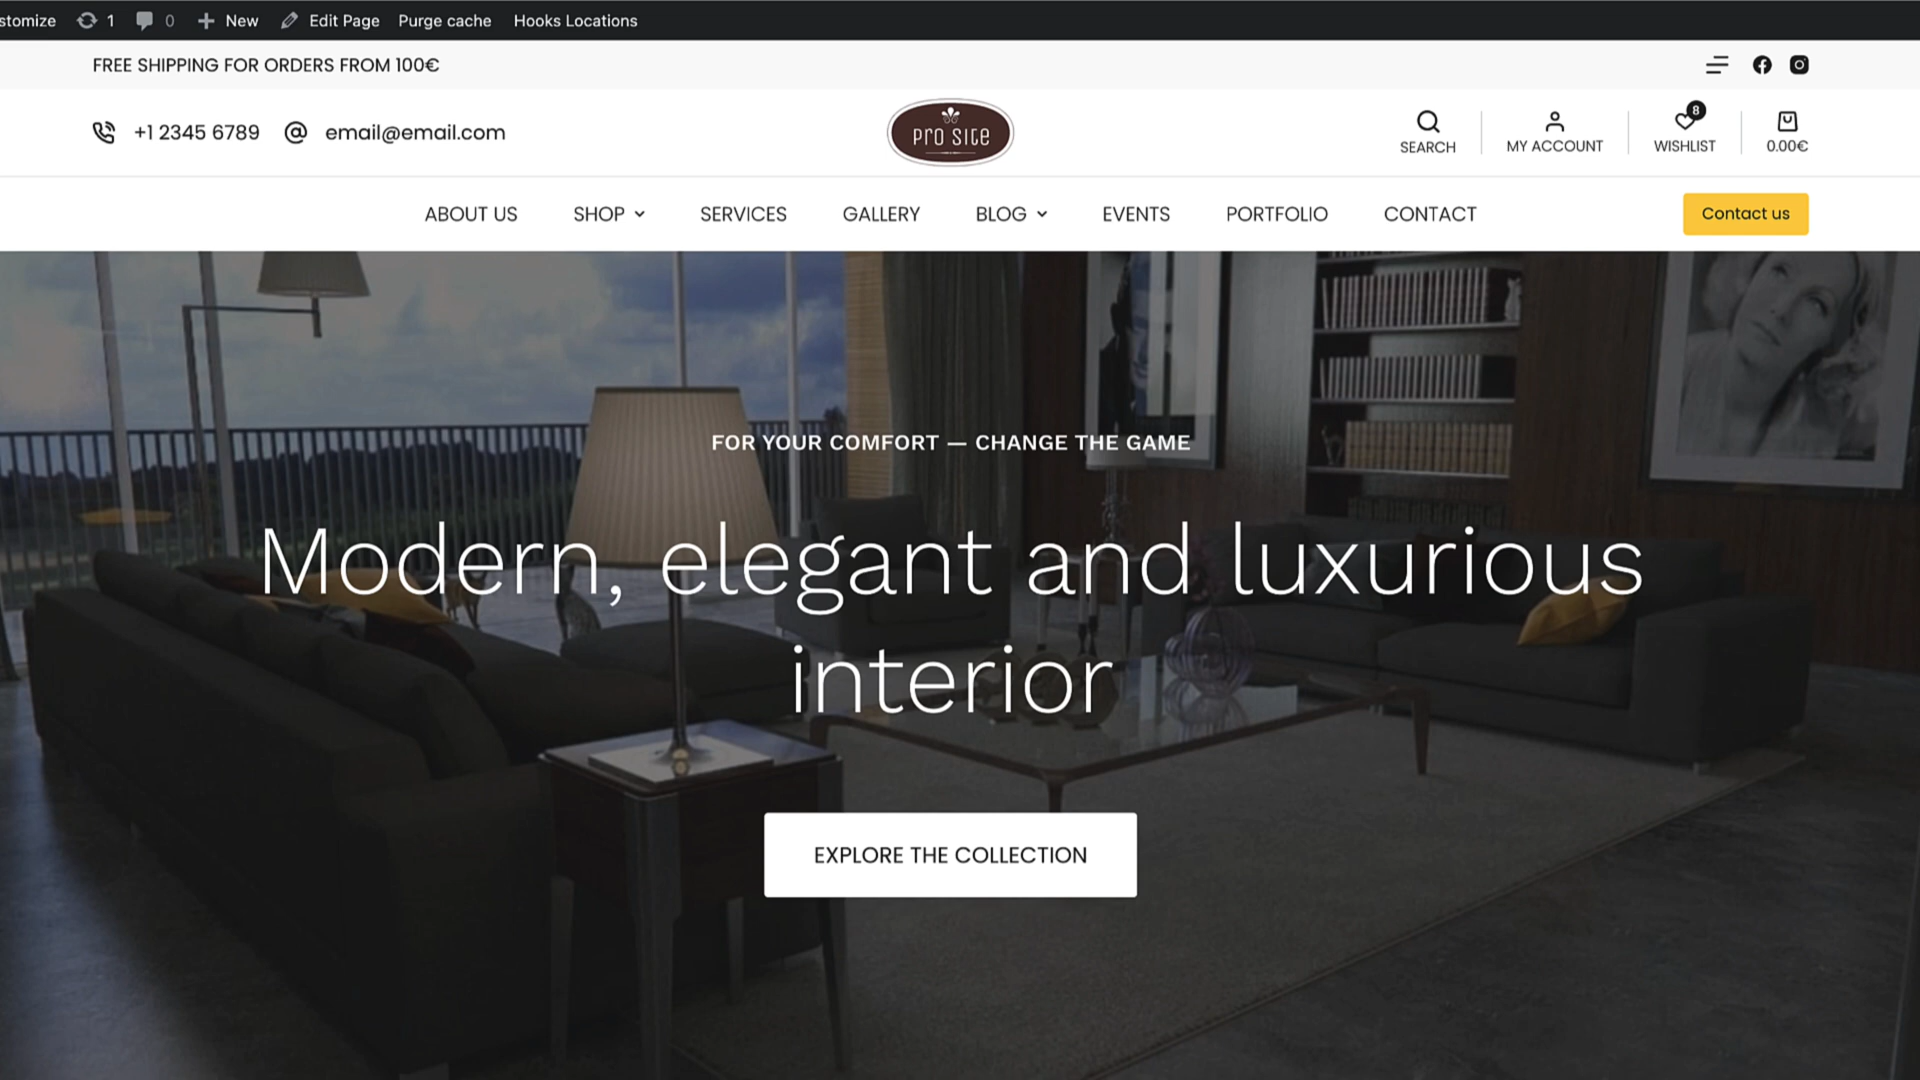 stomize 1 0 New Edit Page Purge cache Hooks Locations
FREE SHIPPING FOR ORDERS FROM 100€
+1 2345 6789 email@email.com
pro site
SEARCH
MY ACCOUNT
8
WISHLIST
0.00€
ABOUT US SHOP SERVICES GALLERY BLOG EVENTS PORTFOLIO CONTACT
Contact us
FOR YOUR COMFORT — CHANGE THE GAME
Modern, elegant and luxurious
interior
EXPLORE THE COLLECTION